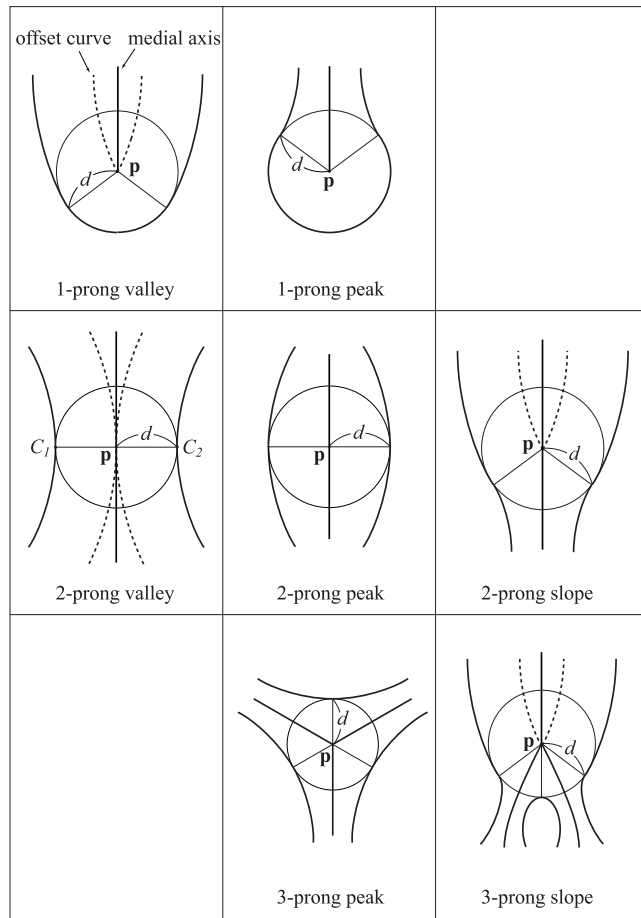 offset curve medial axis
p
d
p
d
1-prong valley 1-prong peak
C1 p d C2
p d
p d
2-prong valley 2-prong peak 2-prong slope
d
p
p d
3-prong peak 3-prong slope